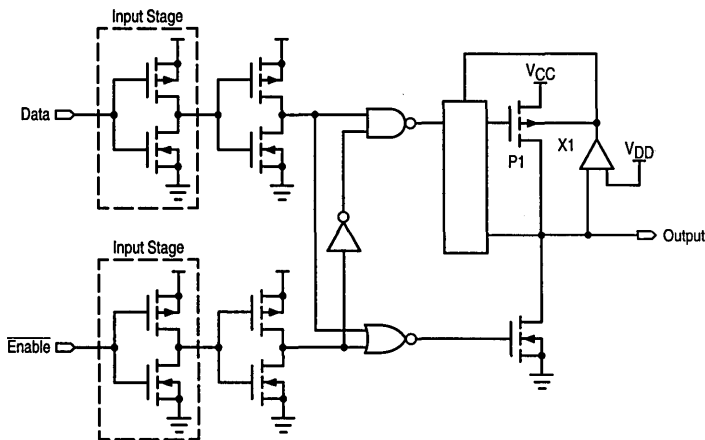 Input Stage
Data
VCC
P1
X1
VDD
Output
Input Stage
Enable